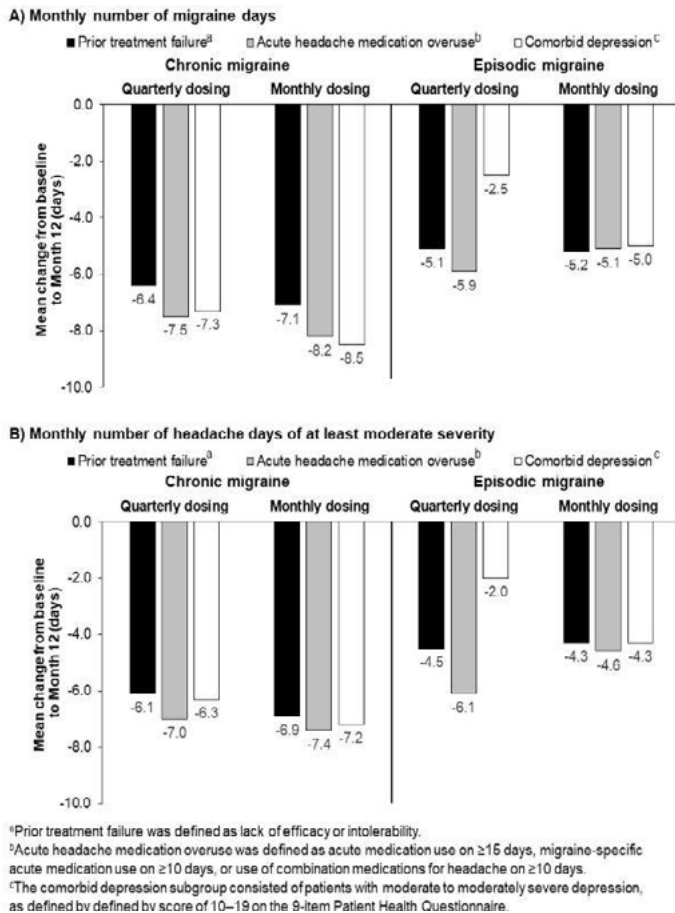 A) Monthly number of migraine days
■ Prior treatment failureᵃ ■ Acute headache medication overuseᵇ □ Comorbid depressionᶜ
Chronic migraine Episodic migraine
Quarterly dosing Monthly dosing Quarterly dosing Monthly dosing
Mean change from baseline
to Month 12 (days)
0.0
-2.0
-4.0
-6.0
-8.0
-10.0
-6.4 -7.5 -7.3 -7.1 -8.2 -8.5 -5.1 -5.9 -2.5 -5.2 -5.1 -5.0
B) Monthly number of headache days of at least moderate severity
■ Prior treatment failureᵃ ■ Acute headache medication overuseᵇ □ Comorbid depressionᶜ
Chronic migraine Episodic migraine
Quarterly dosing Monthly dosing Quarterly dosing Monthly dosing
Mean change from baseline
to Month 12 (days)
0.0
-2.0
-4.0
-6.0
-8.0
-10.0
-6.1 -7.0 -6.3 -6.9 -7.4 -7.2 -4.5 -6.1 -2.0 -4.3 -4.6 -4.3
ᵃPrior treatment failure was defined as lack of efficacy or intolerability.
ᵇAcute headache medication overuse was defined as acute medication use on ≥15 days, migraine-specific
acute medication use on ≥10 days, or use of combination medications for headache on ≥10 days.
ᶜThe comorbid depression subgroup consisted of patients with moderate to moderately severe depression,
as defined by defined by score of 10–19 on the 9-item Patient Health Questionnaire.